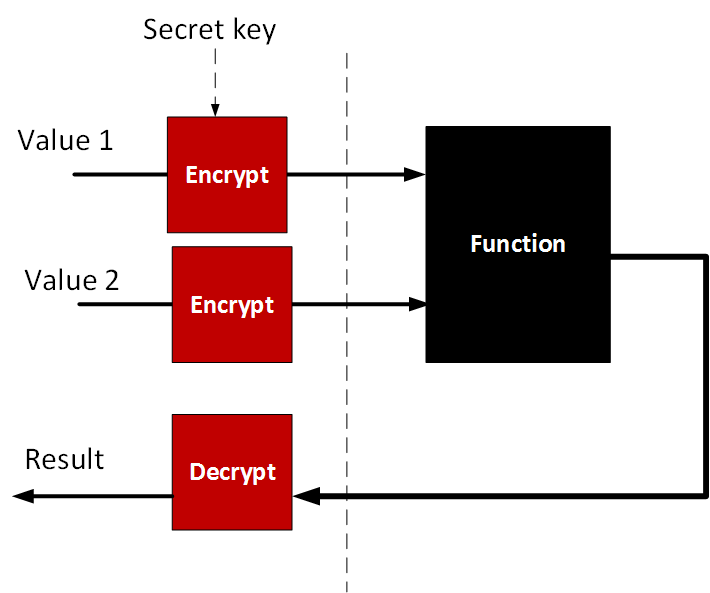 Secret key
Value 1
Encrypt
Function
Value 2
Encrypt
Result
Decrypt